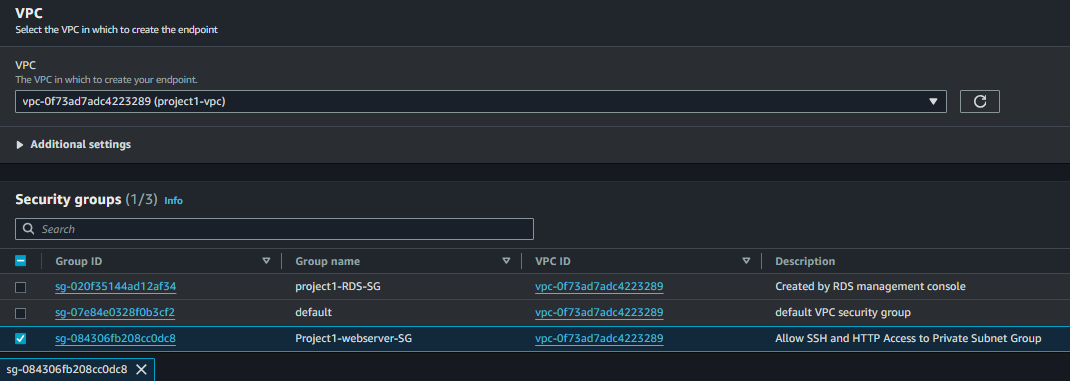 VPC
Select the VPC in which to create the endpoint
VPC
The VPC in which to create your endpoint.
vpc-0f73ad7adc4223289 (project1-vpc)
Additional settings
Security groups (1/3) Info
Search
Group ID Group name VPC ID Description
sg-020f35144ad12af34 project1-RDS-SG vpc-0f73ad7adc4223289 Created by RDS management console
sg-07e84e0328f0b3cf2 default vpc-0f73ad7adc4223289 default VPC security group
sg-084306fb208cc0dc8 Project1-webserver-SG vpc-0f73ad7adc4223289 Allow SSH and HTTP Access to Private Subnet Group
sg-084306fb208cc0dc8